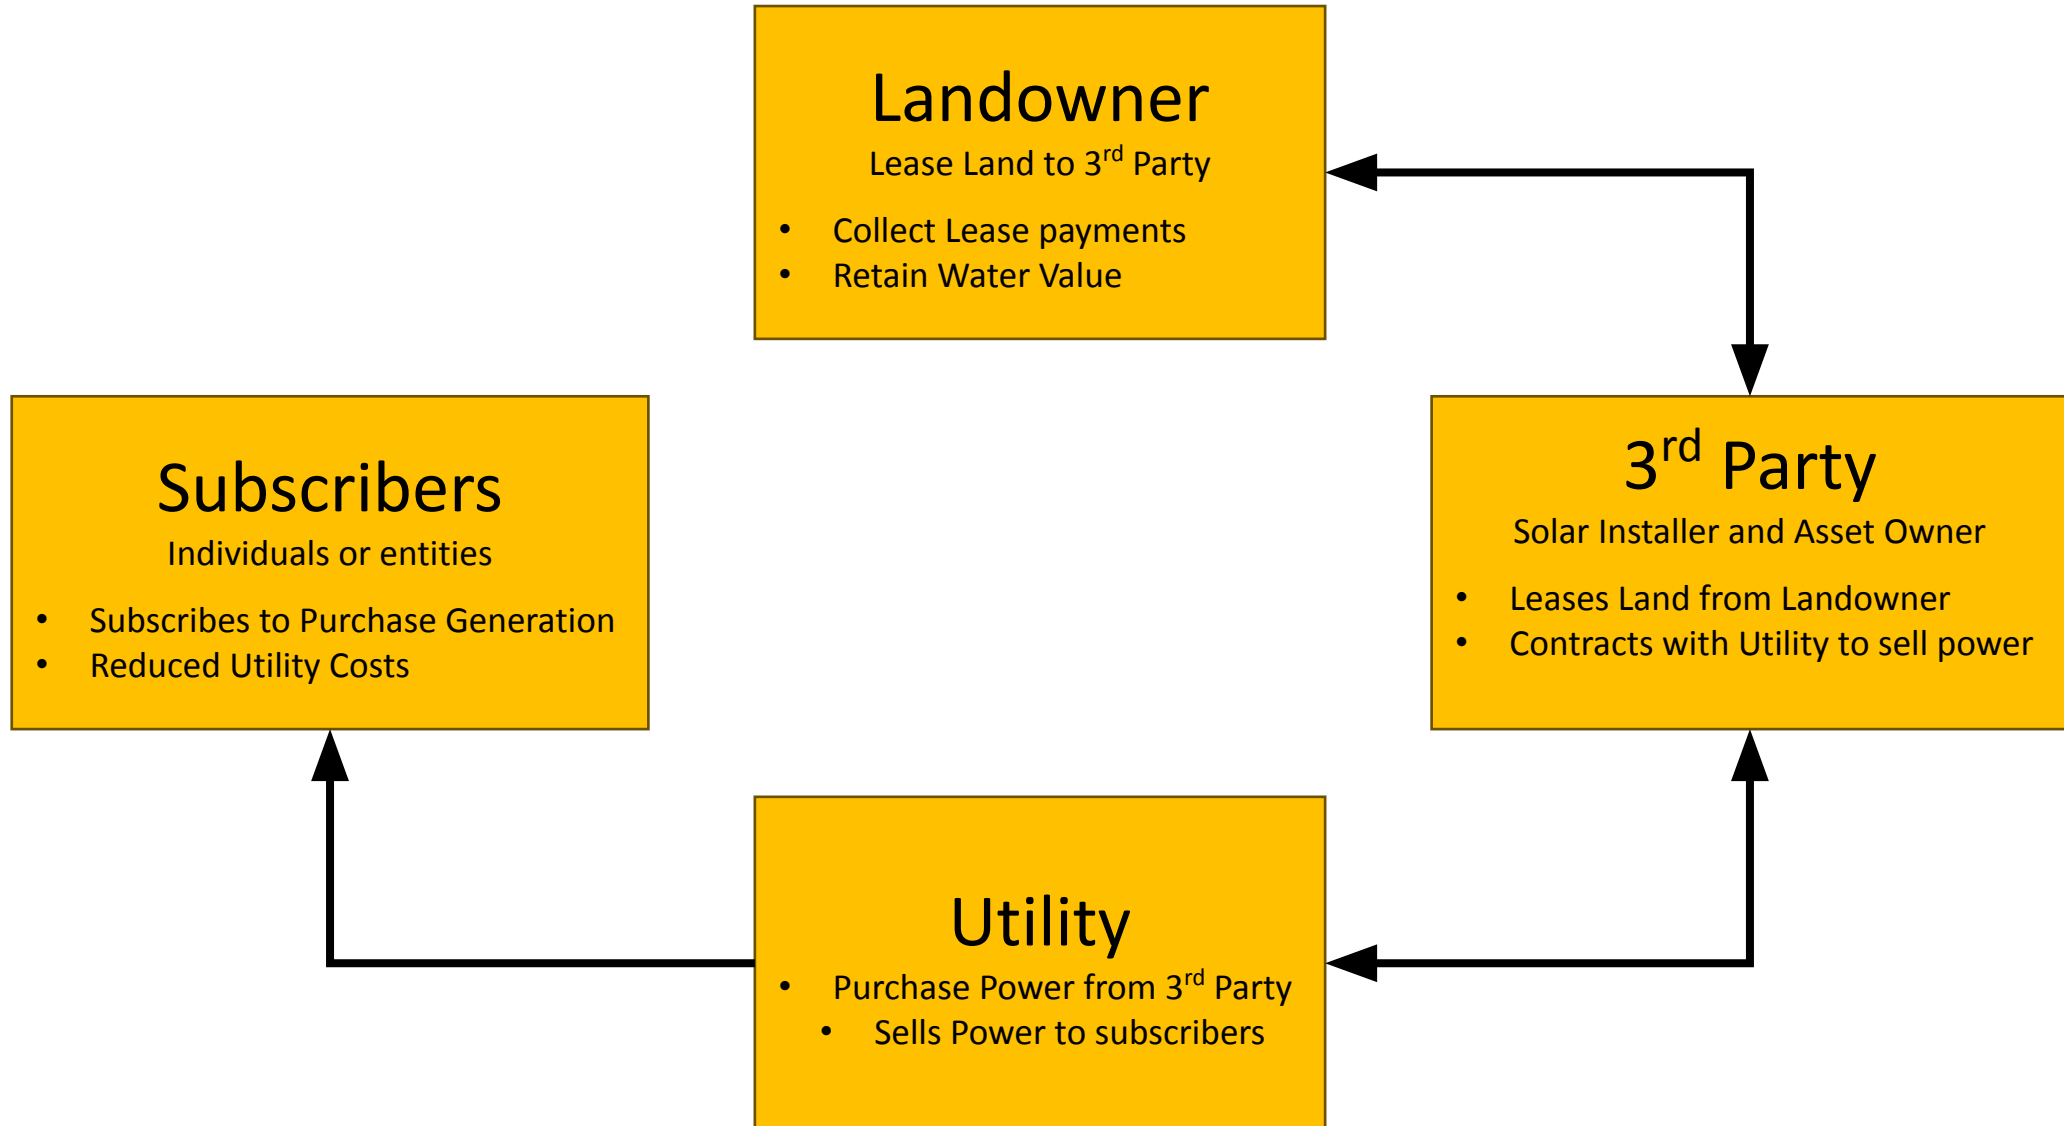 Landowner
Lease Land to 3rd Party
• Collect Lease payments
• Retain Water Value
Subscribers
Individuals or entities
• Subscribes to Purchase Generation
• Reduced Utility Costs
3rd Party
Solar Installer and Asset Owner
• Leases Land from Landowner
• Contracts with Utility to sell power
Utility
• Purchase Power from 3rd Party
• Sells Power to subscribers